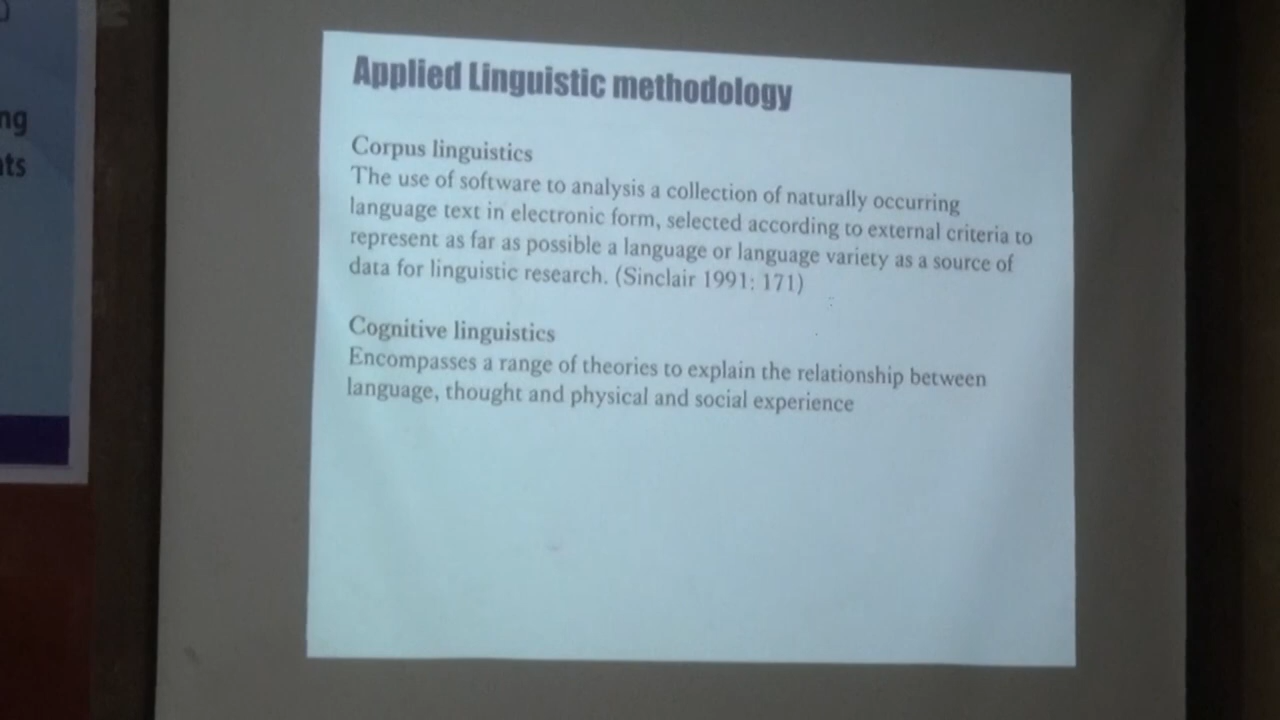 ng
ts
Applied Linguistic methodology
Corpus linguistics
The use of software to analysis a collection of naturally occurring
language text in electronic form, selected according to external criteria to
represent as far as possible a language or language variety as a source of
data for linguistic research. (Sinclair 1991: 171)
Cognitive linguistics
Encompasses a range of theories to explain the relationship between
language, thought and physical and social experience